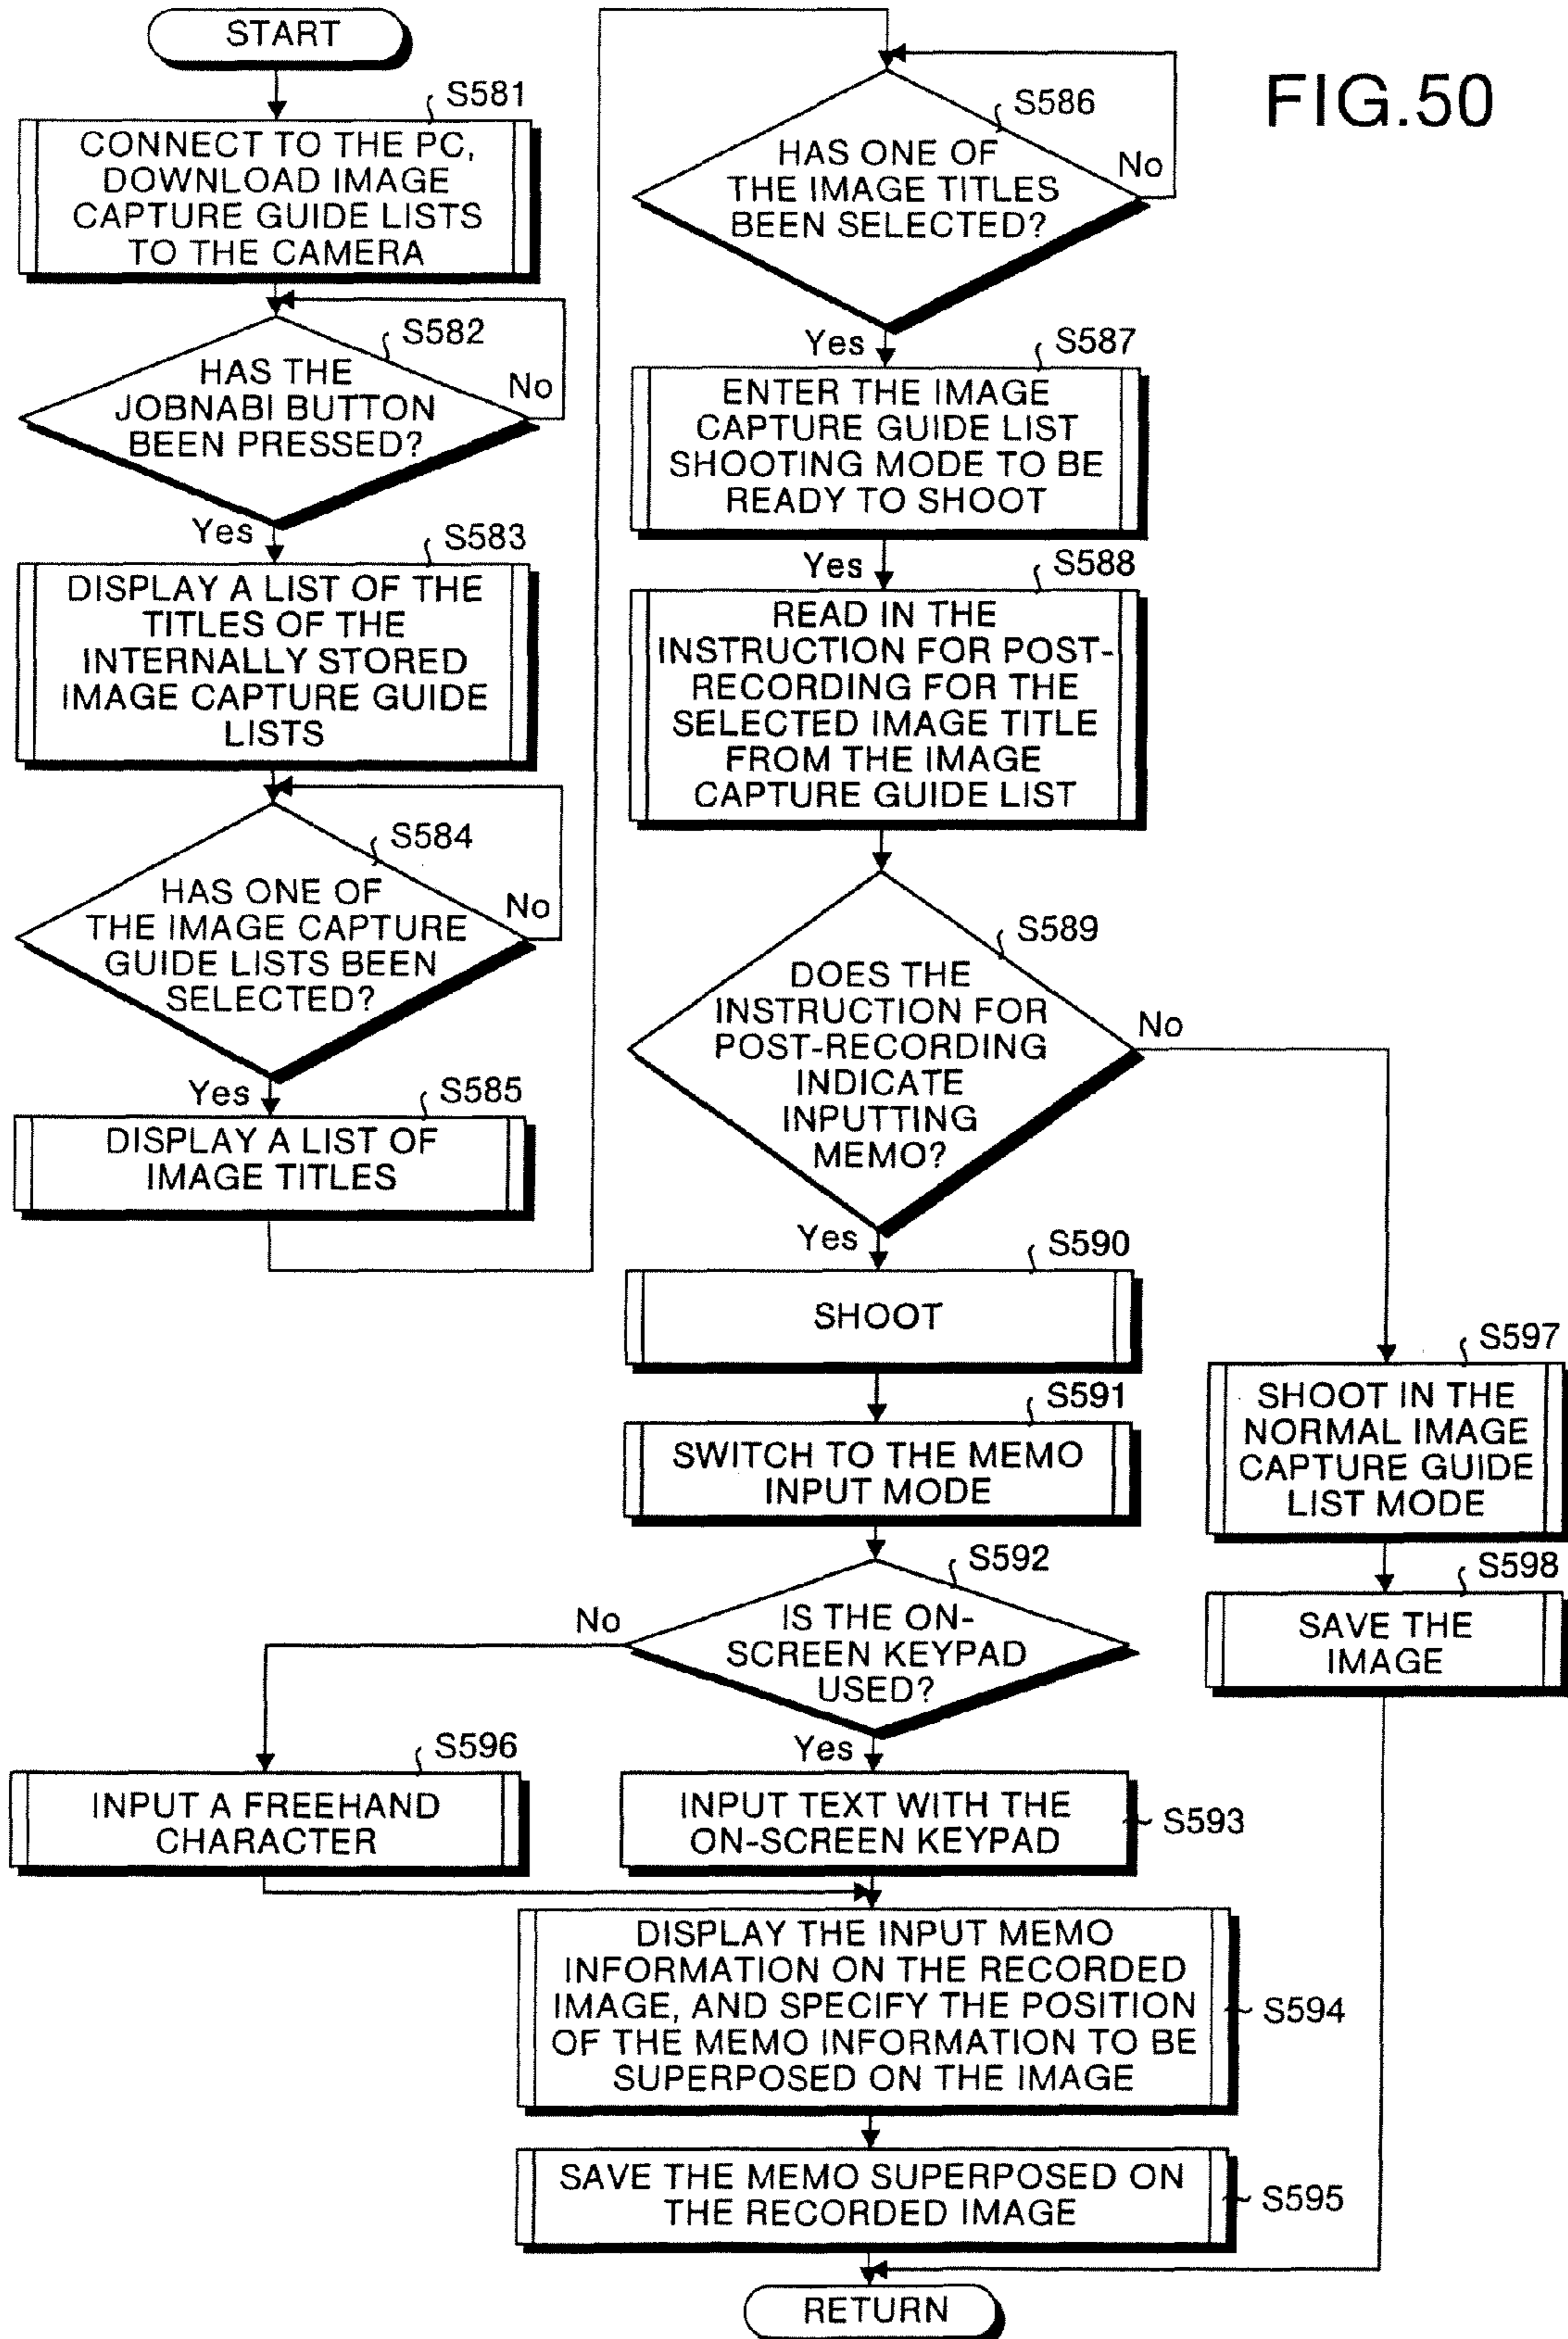 FIG.50
START
S581
CONNECT TO THE PC,
DOWNLOAD IMAGE
CAPTURE GUIDE LISTS
TO THE CAMERA
S582
HAS THE
JOBNABI BUTTON
BEEN PRESSED?
No
Yes
S583
DISPLAY A LIST OF THE
TITLES OF THE
INTERNALLY STORED
IMAGE CAPTURE GUIDE
LISTS
S584
HAS ONE OF
THE IMAGE CAPTURE
GUIDE LISTS BEEN
SELECTED?
No
Yes
S585
DISPLAY A LIST OF
IMAGE TITLES
S586
HAS ONE OF
THE IMAGE TITLES
BEEN SELECTED?
No
Yes
S587
ENTER THE IMAGE
CAPTURE GUIDE LIST
SHOOTING MODE TO BE
READY TO SHOOT
Yes
S588
READ IN THE
INSTRUCTION FOR POST-
RECORDING FOR THE
SELECTED IMAGE TITLE
FROM THE IMAGE
CAPTURE GUIDE LIST
S589
DOES THE
INSTRUCTION FOR
POST-RECORDING
INDICATE
INPUTTING
MEMO?
No
Yes
S590
SHOOT
S591
SWITCH TO THE MEMO
INPUT MODE
S592
IS THE ON-
SCREEN KEYPAD
USED?
No
Yes
S596
INPUT A FREEHAND
CHARACTER
INPUT TEXT WITH THE
ON-SCREEN KEYPAD
S593
DISPLAY THE INPUT MEMO
INFORMATION ON THE RECORDED
IMAGE, AND SPECIFY THE POSITION
OF THE MEMO INFORMATION TO BE
SUPERPOSED ON THE IMAGE
S594
SAVE THE MEMO SUPERPOSED ON
THE RECORDED IMAGE
S595
S597
SHOOT IN THE
NORMAL IMAGE
CAPTURE GUIDE
LIST MODE
S598
SAVE THE
IMAGE
RETURN